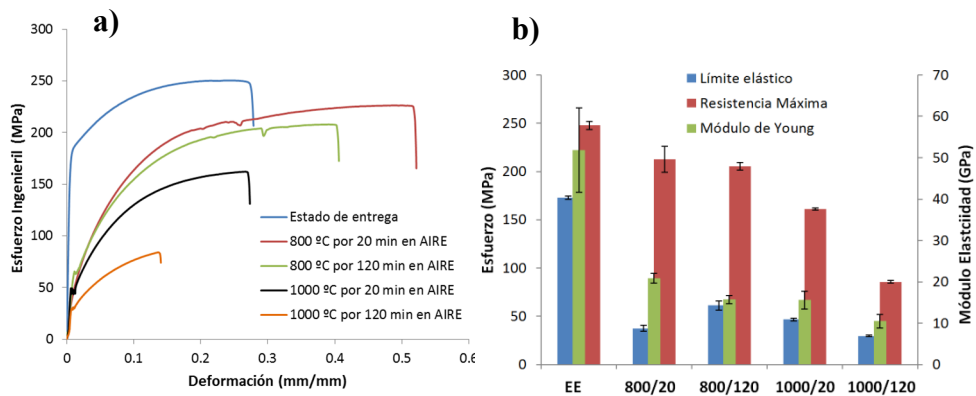 a)
300
250
200
150
100
50
0
Esfuerzo Ingenieril (MPa)
0
0.1
0.2
0.3
0.4
0.5
0.6
Deformación (mm/mm)
Estado de entrega
800 ºC por 20 min en AIRE
800 ºC por 120 min en AIRE
1000 ºC por 20 min en AIRE
1000 ºC por 120 min en AIRE
b)
300
250
200
150
100
50
0
Esfuerzo (MPa)
Límite elástico
Resistencia Máxima
Módulo de Young
70
60
50
40
30
20
10
0
Módulo Elastciidad (GPa)
EE
800/20
800/120
1000/20
1000/120